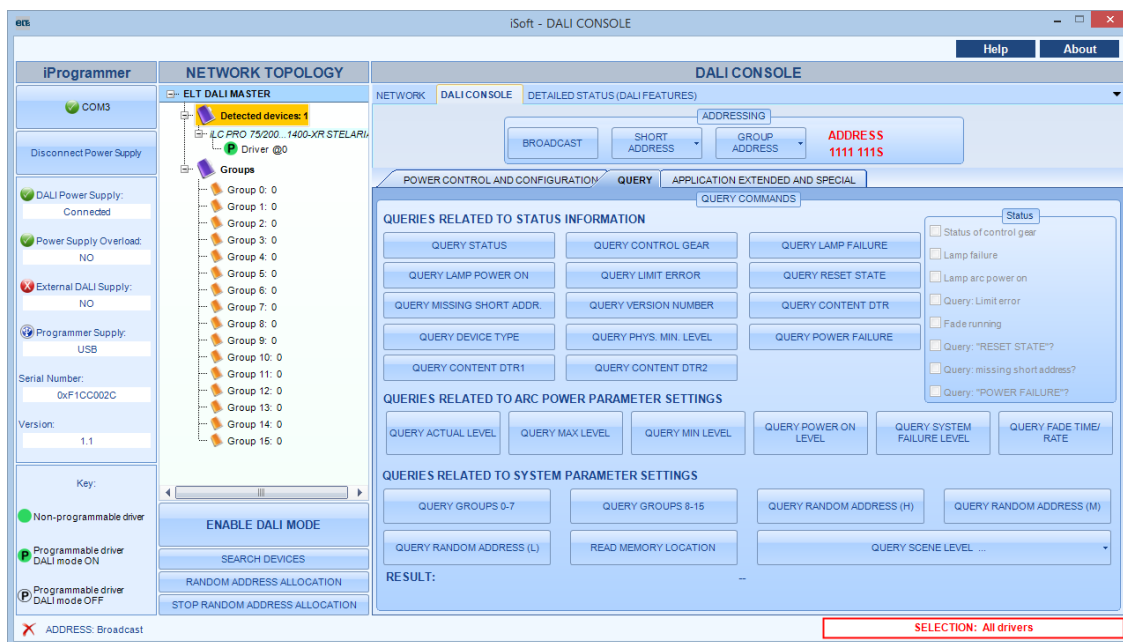 elt
iSoft - DALI CONSOLE
Help
About
iProgrammer
COM3
Disconnect Power Supply
DALI Power Supply:
Connected
Power Supply Overload:
NO
External DALI Supply:
NO
Programmer Supply:
USB
Serial Number:
0xF1CC002C
Version:
1.1
Key:
Non-programmable driver
P Programmable driver
DALI mode ON
P Programmable driver
DALI mode OFF
NETWORK TOPOLOGY
ELT DALI MASTER
Detected devices: 1
iLC PRO 75/200...1400-XR STELARIA
P Driver @0
Groups
Group 0: 0
Group 1: 0
Group 2: 0
Group 3: 0
Group 4: 0
Group 5: 0
Group 6: 0
Group 7: 0
Group 8: 0
Group 9: 0
Group 10: 0
Group 11: 0
Group 12: 0
Group 13: 0
Group 14: 0
Group 15: 0
ENABLE DALI MODE
SEARCH DEVICES
RANDOM ADDRESS ALLOCATION
STOP RANDOM ADDRESS ALLOCATION
DALI CONSOLE
NETWORK DALI CONSOLE DETAILED STATUS (DALI FEATURES)
ADDRESSING
BROADCAST
SHORT
ADDRESS
GROUP
ADDRESS
ADDRESS
1111 111S
POWER CONTROL AND CONFIGURATION QUERY APPLICATION EXTENDED AND SPECIAL
QUERY COMMANDS
QUERIES RELATED TO STATUS INFORMATION
QUERY STATUS QUERY CONTROL GEAR QUERY LAMP FAILURE
QUERY LAMP POWER ON QUERY LIMIT ERROR QUERY RESET STATE
QUERY MISSING SHORT ADDR. QUERY VERSION NUMBER QUERY CONTENT DTR
QUERY DEVICE TYPE QUERY PHYS. MIN. LEVEL QUERY POWER FAILURE
QUERY CONTENT DTR1 QUERY CONTENT DTR2
Status
Status of control gear
Lamp failure
Lamp arc power on
Query: Limit error
Fade running
Query: "RESET STATE"?
Query: missing short address?
Query: "POWER FAILURE"?
QUERIES RELATED TO ARC POWER PARAMETER SETTINGS
QUERY ACTUAL LEVEL
QUERY MAX LEVEL
QUERY MIN LEVEL
QUERY POWER ON
LEVEL
QUERY SYSTEM
FAILURE LEVEL
QUERY FADE TIME/
RATE
QUERIES RELATED TO SYSTEM PARAMETER SETTINGS
QUERY GROUPS 0-7 QUERY GROUPS 8-15 QUERY RANDOM ADDRESS (H) QUERY RANDOM ADDRESS (M)
QUERY RANDOM ADDRESS (L) READ MEMORY LOCATION QUERY SCENE LEVEL ...
RESULT: --
ADDRESS: Broadcast
SELECTION: All drivers